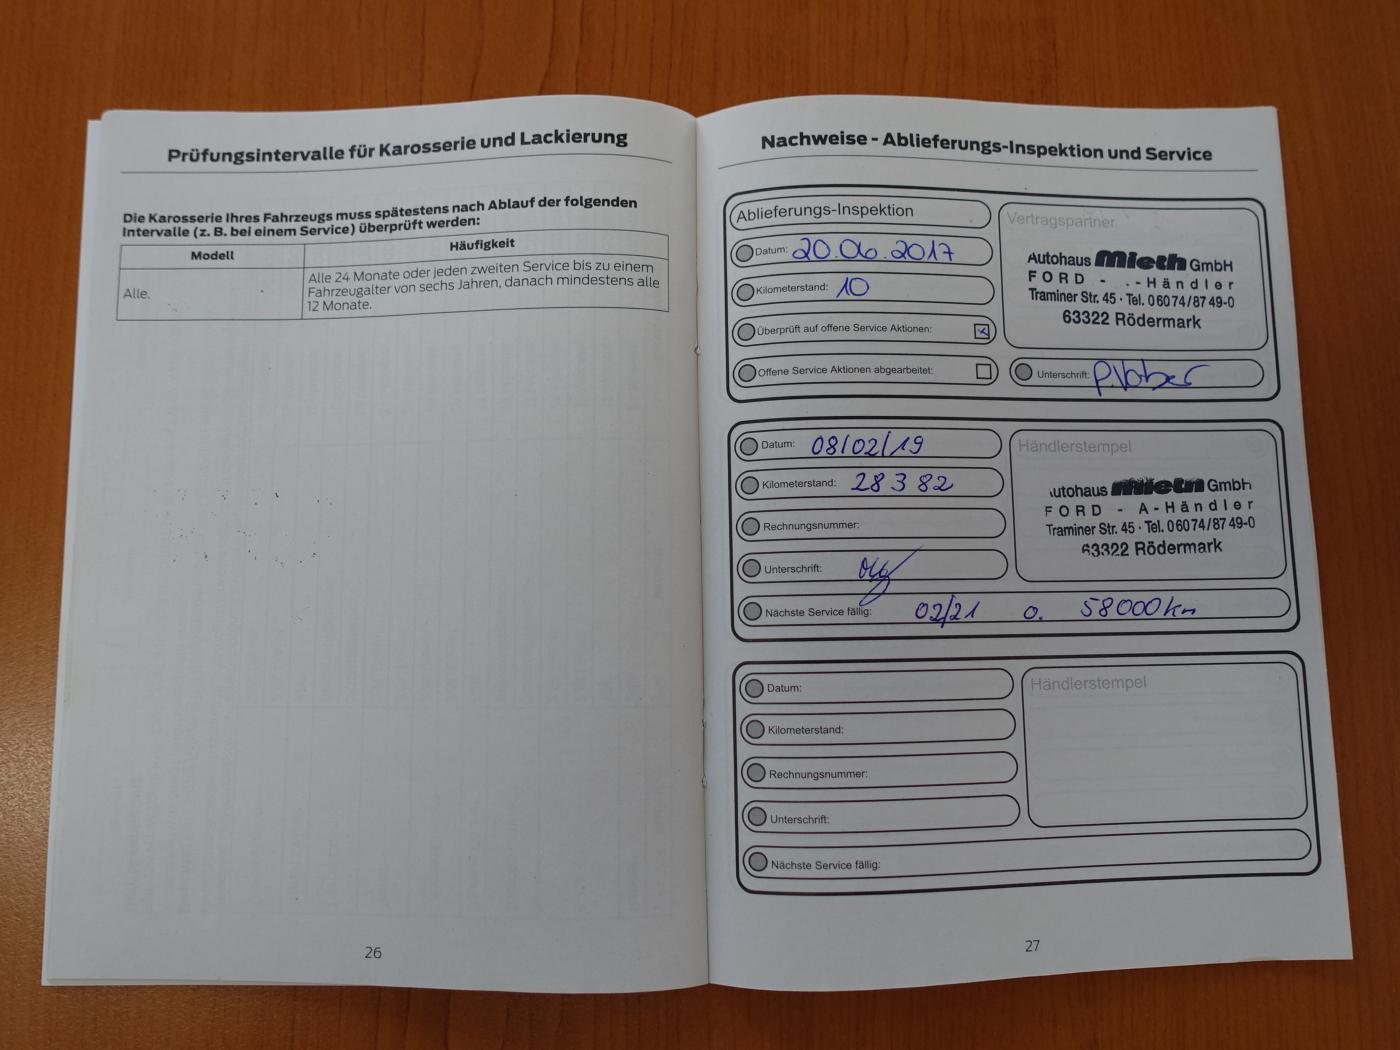 Prüfungsintervalle für Karosserie und Lackierung
Die Karosserie Ihres Fahrzeugs muss spätestens nach Ablauf der folgenden
Intervalle (z. B. bei einem Service) überprüft werden:
Modell
Häufigkeit
Alle.
Alle 24 Monate oder jeden zweiten Service bis zu einem
Fahrzeugalter von sechs Jahren, danach mindestens alle
12 Monate.
26
Nachweise - Ablieferungs-Inspektion und Service
Ablieferungs-Inspektion
Datum: 20.06.2017
Kilometerstand: 10
Überprüft auf offene Service Aktionen:
Offene Service Aktionen abgearbeitet:
Vertragspartner
Autohaus Mieth GmbH
FORD - -Händler
Traminer Str. 45 · Tel. 06074/8749-0
63322 Rödermark
Unterschrift:
Datum: 08/02/19
Kilometerstand: 28382
Rechnungsnummer:
Unterschrift:
Nächste Service fällig: 02/21 o. 58000km
Händlerstempel
utohaus Mieth GmbH
FORD - A-Händler
Traminer Str. 45 · Tel. 06074/8749-0
63322 Rödermark
Datum:
Kilometerstand:
Rechnungsnummer:
Unterschrift:
Nächste Service fällig:
Händlerstempel
27